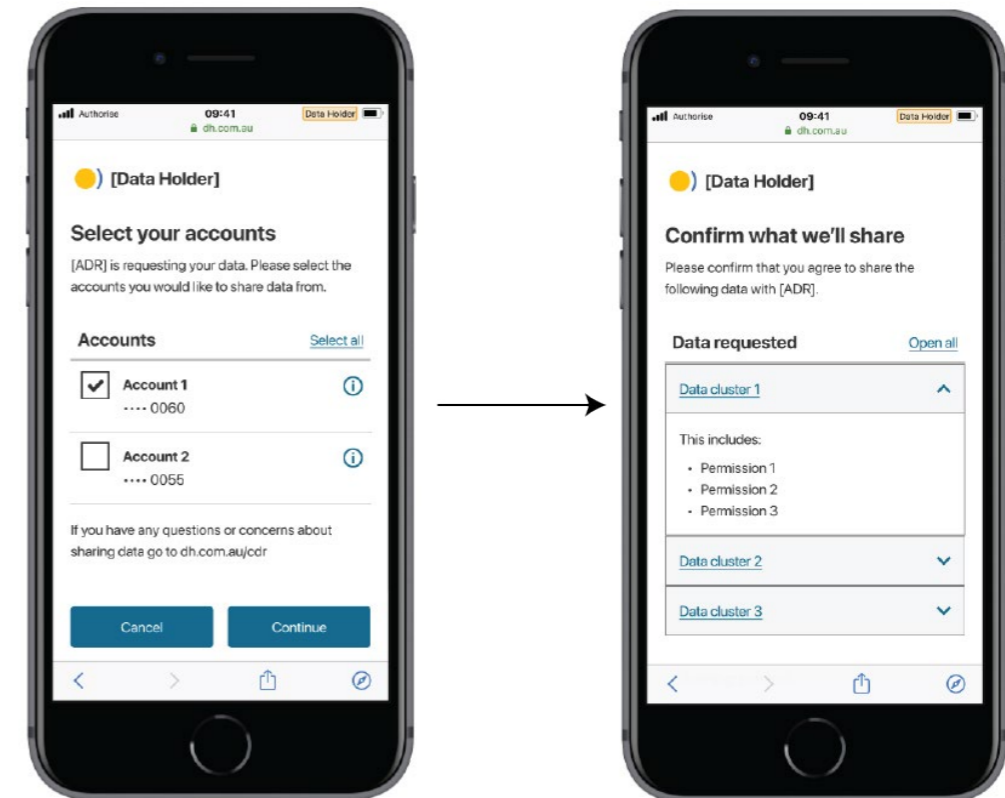 Authorise 09:41 Data Holder
dh.com.au
[Data Holder]
Select your accounts
[ADR] is requesting your data. Please select the
accounts you would like to share data from.
Accounts Select all
Account 1
···· 0060
Account 2
···· 0055
If you have any questions or concerns about
sharing data go to dh.com.au/cdr
Cancel Continue
Authorise 09:41 Data Holder
dh.com.au
[Data Holder]
Confirm what we'll share
Please confirm that you agree to share the
following data with [ADR].
Data requested Open all
Data cluster 1
This includes:
• Permission 1
• Permission 2
• Permission 3
Data cluster 2
Data cluster 3